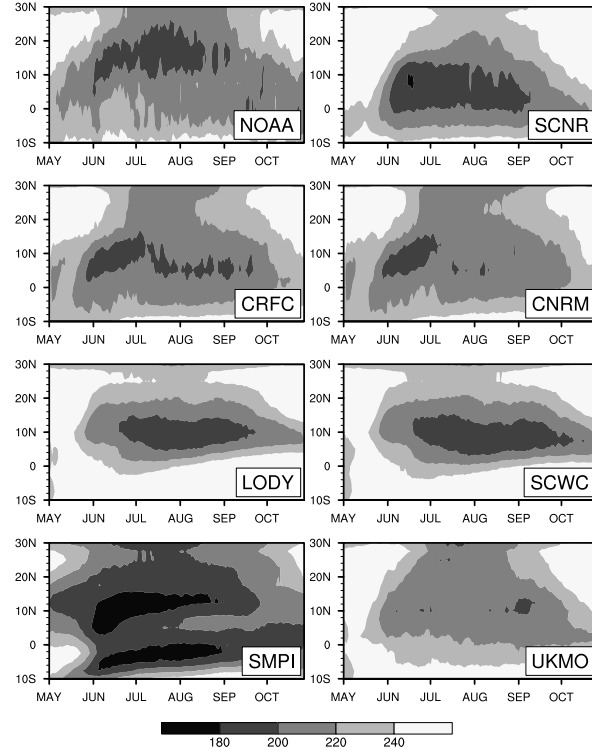 30N 30N
20N 20N
10N 10N
0 0
NOAA SCNR
10S 10S
MAY JUN JUL AUG SEP OCT MAY JUN JUL AUG SEP OCT
30N 30N
20N 20N
10N 10N
0 0
CRFC CNRM
10S 10S
MAY JUN JUL AUG SEP OCT MAY JUN JUL AUG SEP OCT
30N 30N
20N 20N
10N 10N
0 0
LODY SCWC
10S 10S
MAY JUN JUL AUG SEP OCT MAY JUN JUL AUG SEP OCT
30N 30N
20N 20N
10N 10N
0 0
SMPI UKMO
10S 10S
MAY JUN JUL AUG SEP OCT MAY JUN JUL AUG SEP OCT
180 200 220 240